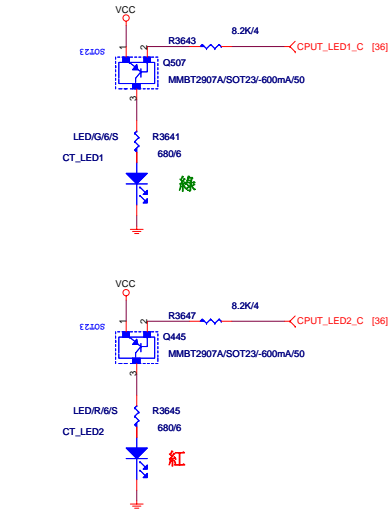 VCC
R3643
8.2K/4
CPUT_LED1_C [36]
SOT23
1
2
Q507
MMBT2907A/SOT23/-600mA/50
3
LED/G/6/S
R3641
CT_LED1
680/6
綠
VCC
R3647
8.2K/4
CPUT_LED2_C [36]
SOT23
1
2
Q445
MMBT2907A/SOT23/-600mA/50
3
LED/R/6/S
R3645
CT_LED2
680/6
紅